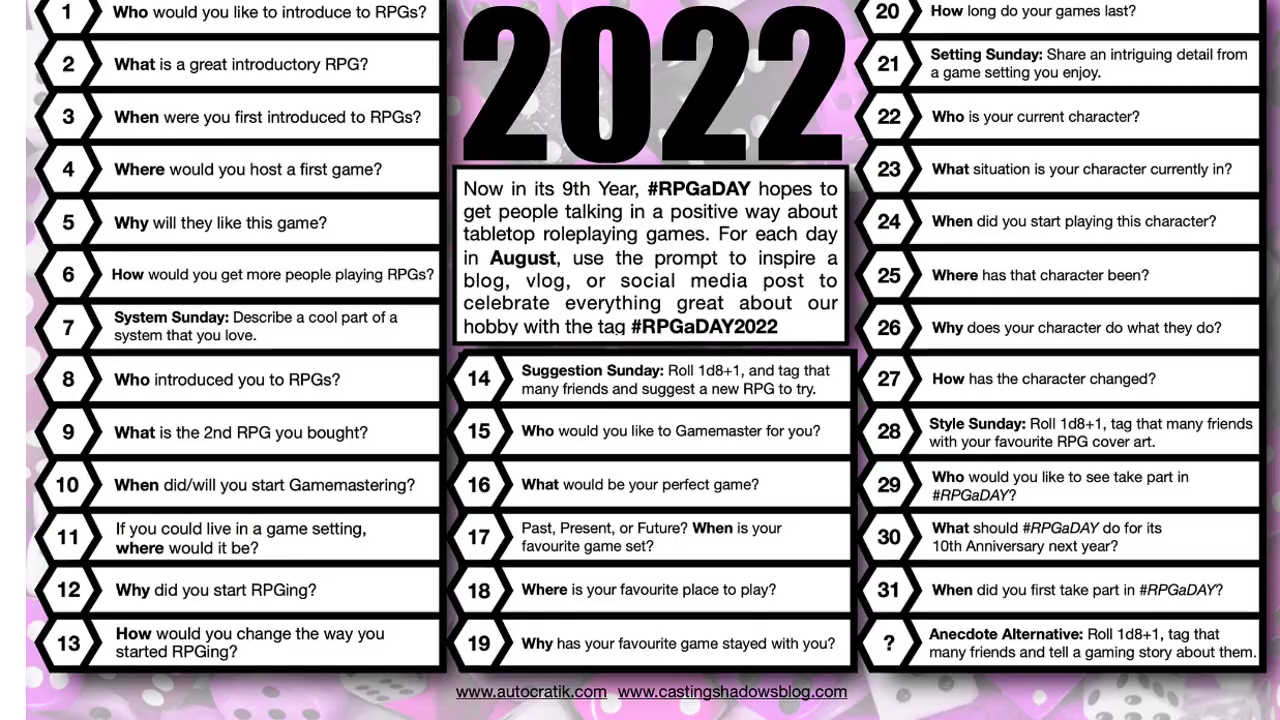 1 Who would you like to introduce to RPGs?
2 What is a great introductory RPG?
3 When were you first introduced to RPGs?
4 Where would you host a first game?
5 Why will they like this game?
6 How would you get more people playing RPGs?
7 System Sunday: Describe a cool part of a
system that you love.
8 Who introduced you to RPGs?
9 What is the 2nd RPG you bought?
10 When did/will you start Gamemastering?
11 If you could live in a game setting,
where would it be?
12 Why did you start RPGing?
13 How would you change the way you
started RPGing?
2022
Now in its 9th Year, #RPGaDAY hopes to
get people talking in a positive way about
tabletop roleplaying games. For each day
in August, use the prompt to inspire a
blog, vlog, or social media post to
celebrate everything great about our
hobby with the tag #RPGaDAY2022
14 Suggestion Sunday: Roll 1d8+1, and tag that
many friends and suggest a new RPG to try.
15 Who would you like to Gamemaster for you?
16 What would be your perfect game?
17 Past, Present, or Future? When is your
favourite game set?
18 Where is your favourite place to play?
19 Why has your favourite game stayed with you?
20 How long do your games last?
21 Setting Sunday: Share an intriguing detail from
a game setting you enjoy.
22 Who is your current character?
23 What situation is your character currently in?
24 When did you start playing this character?
25 Where has that character been?
26 Why does your character do what they do?
27 How has the character changed?
28 Style Sunday: Roll 1d8+1, tag that many friends
with your favourite RPG cover art.
29 Who would you like to see take part in
#RPGaDAY?
30 What should #RPGaDAY do for its
10th Anniversary next year?
31 When did you first take part in #RPGaDAY?
? Anecdote Alternative: Roll 1d8+1, tag that
many friends and tell a gaming story about them.
www.autocratik.com www.castingshadowsblog.com